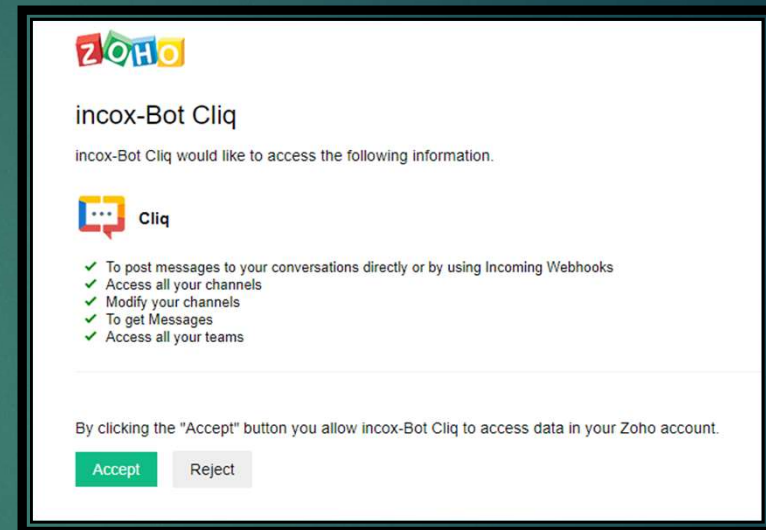 ZOHO
incox-Bot Cliq
incox-Bot Cliq would like to access the following information.
Cliq
To post messages to your conversations directly or by using Incoming Webhooks
Access all your channels
Modify your channels
To get Messages
Access all your teams
By clicking the "Accept" button you allow incox-Bot Cliq to access data in your Zoho account.
Accept Reject